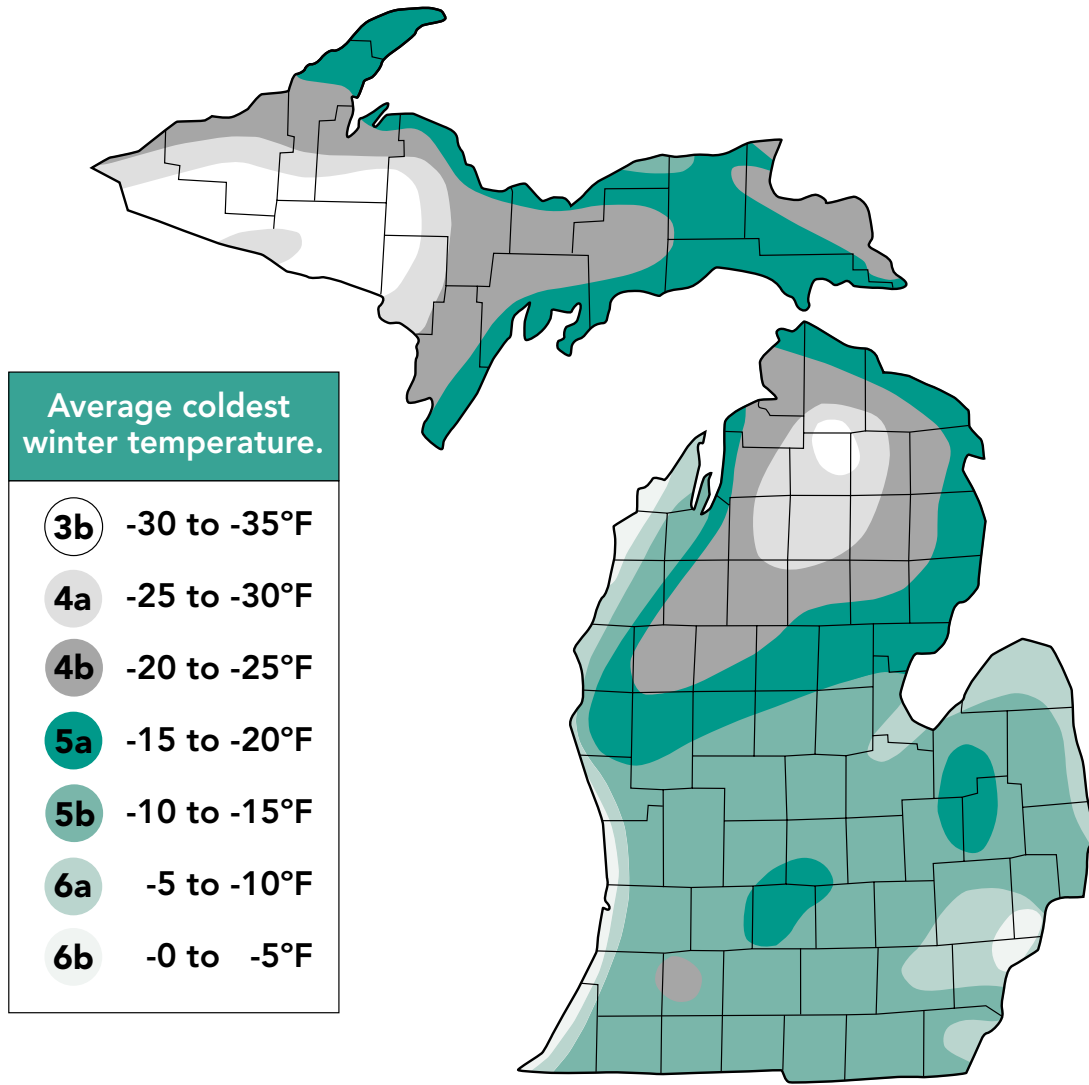 Average coldest
winter temperature.
3b -30 to -35°F
4a -25 to -30°F
4b -20 to -25°F
5a -15 to -20°F
5b -10 to -15°F
6a -5 to -10°F
6b -0 to -5°F